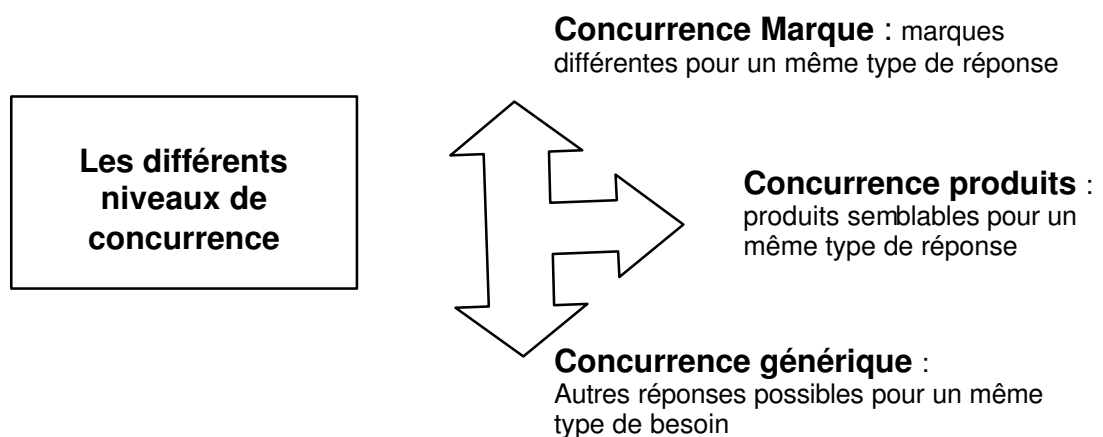 Concurrence Marque : marques
différentes pour un même type de réponse
Les différents
niveaux de
concurrence
Concurrence produits :
produits semblables pour un
même type de réponse
Concurrence générique :
Autres réponses possibles pour un même
type de besoin